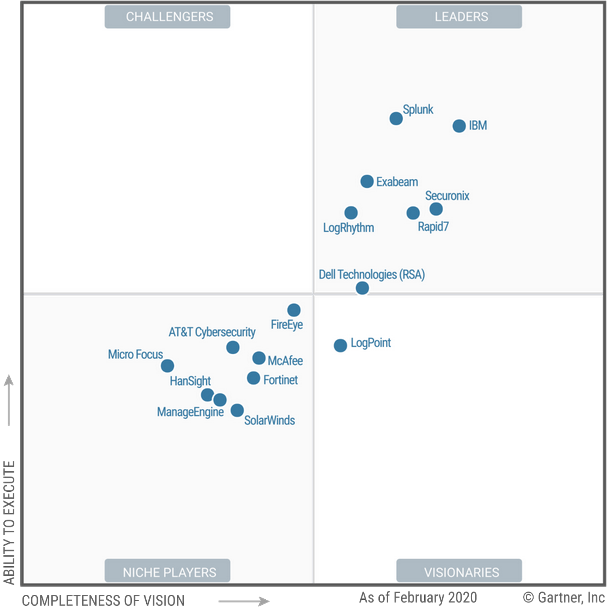 CHALLENGERS
LEADERS
Splunk
IBM
Exabeam
Securonix
LogRhythm
Rapid7
Dell Technologies (RSA)
FireEye
AT&T Cybersecurity
LogPoint
Micro Focus
McAfee
HanSight
Fortinet
ManageEngine
SolarWinds
ABILITY TO EXECUTE
NICHE PLAYERS
VISIONARIES
COMPLETENESS OF VISION
As of February 2020
© Gartner, Inc